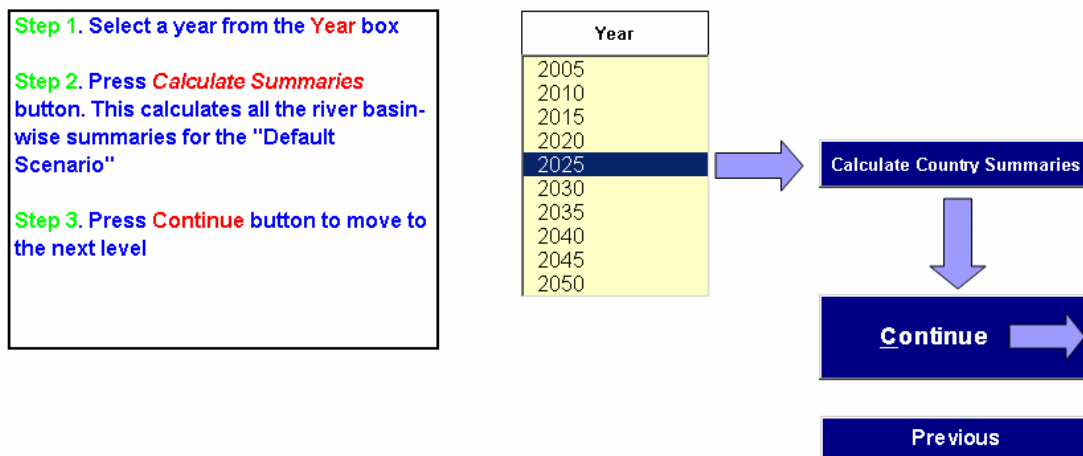 Step 1. Select a year from the Year box
Step 2. Press Calculate Summaries
button. This calculates all the river basin-
wise summaries for the "Default
Scenario"
Step 3. Press Continue button to move to
the next level
Year
2005
2010
2015
2020
2025
2030
2035
2040
2045
2050
Calculate Country Summaries
Continue
Previous